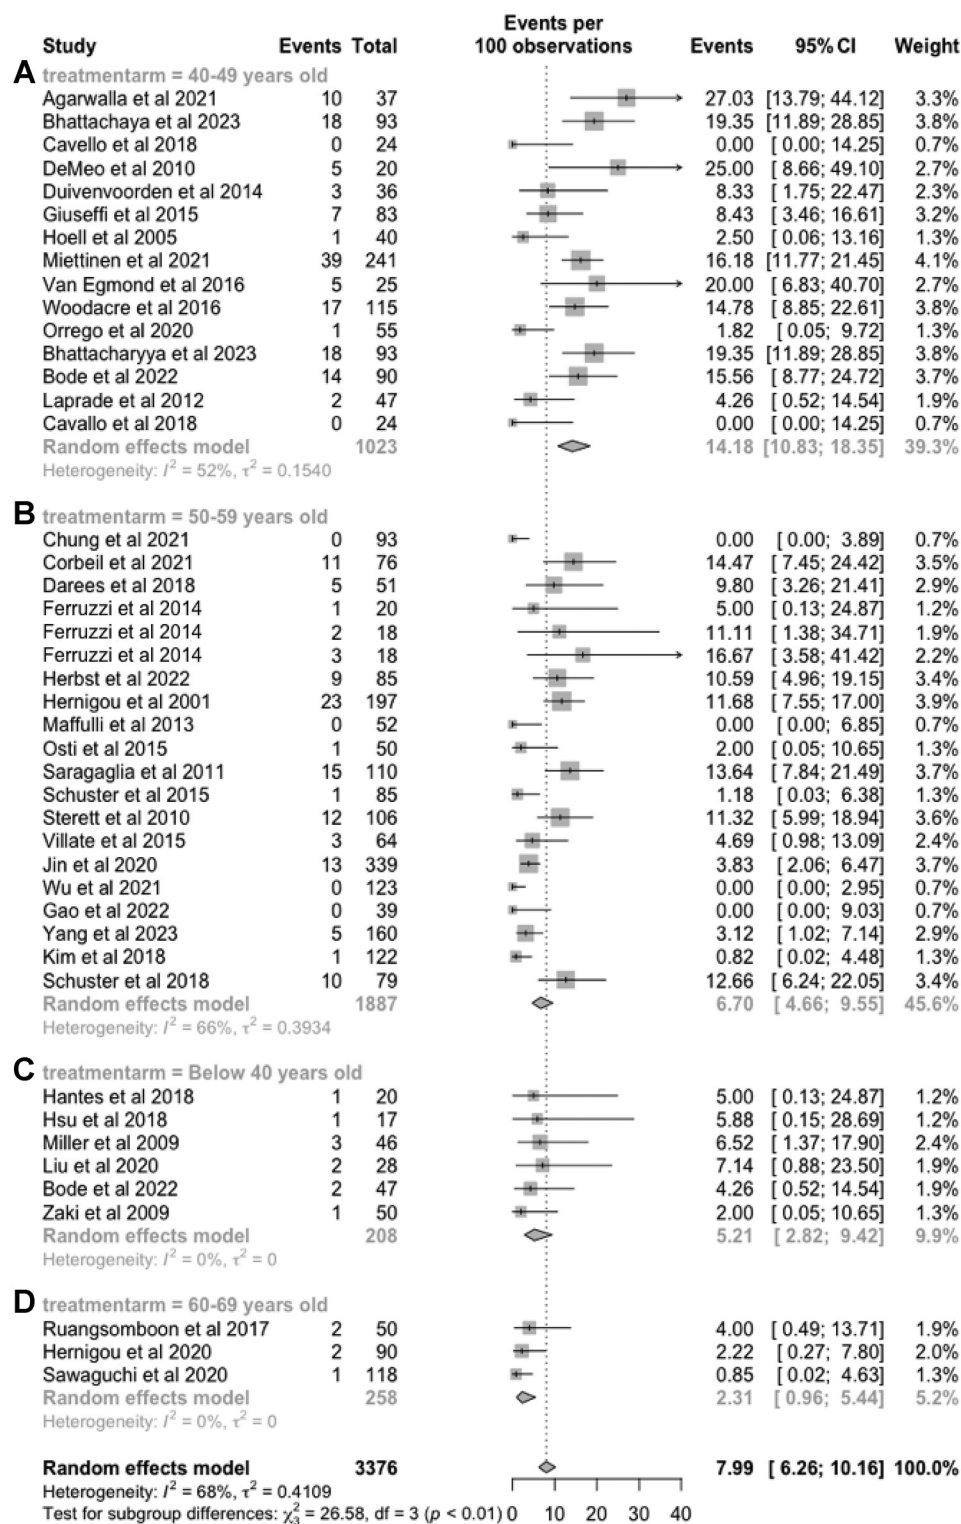 Events per
Study Events Total 100 observations Events 95% CI Weight
A treatmentarm = 40-49 years old
Agarwalla et al 2021 10 37 27.03 [13.79; 44.12] 3.3%
Bhattachaya et al 2023 18 93 19.35 [11.89; 28.85] 3.8%
Cavello et al 2018 0 24 0.00 [ 0.00; 14.25] 0.7%
DeMeo et al 2010 5 20 25.00 [ 8.66; 49.10] 2.7%
Duivenvoorden et al 2014 3 36 8.33 [ 1.75; 22.47] 2.3%
Giuseffi et al 2015 7 83 8.43 [ 3.46; 16.61] 3.2%
Hoell et al 2005 1 40 2.50 [ 0.06; 13.16] 1.3%
Miettinen et al 2021 39 241 16.18 [11.77; 21.45] 4.1%
Van Egmond et al 2016 5 25 20.00 [ 6.83; 40.70] 2.7%
Woodacre et al 2016 17 115 14.78 [ 8.85; 22.61] 3.8%
Orrego et al 2020 1 55 1.82 [ 0.05; 9.72] 1.3%
Bhattacharyya et al 2023 18 93 19.35 [11.89; 28.85] 3.8%
Bode et al 2022 14 90 15.56 [ 8.77; 24.72] 3.7%
Laprade et al 2012 2 47 4.26 [ 0.52; 14.54] 1.9%
Cavallo et al 2018 0 24 0.00 [ 0.00; 14.25] 0.7%
Random effects model 1023 14.18 [10.83; 18.35] 39.3%
Heterogeneity: I² = 52%, τ² = 0.1540
B treatmentarm = 50-59 years old
Chung et al 2021 0 93 0.00 [ 0.00; 3.89] 0.7%
Corbeil et al 2021 11 76 14.47 [ 7.45; 24.42] 3.5%
Darees et al 2018 5 51 9.80 [ 3.26; 21.41] 2.9%
Ferruzzi et al 2014 1 20 5.00 [ 0.13; 24.87] 1.2%
Ferruzzi et al 2014 2 18 11.11 [ 1.38; 34.71] 1.9%
Ferruzzi et al 2014 3 18 16.67 [ 3.58; 41.42] 2.2%
Herbst et al 2022 9 85 10.59 [ 4.96; 19.15] 3.4%
Hernigou et al 2001 23 197 11.68 [ 7.55; 17.00] 3.9%
Maffulli et al 2013 0 52 0.00 [ 0.00; 6.85] 0.7%
Osti et al 2015 1 50 2.00 [ 0.05; 10.65] 1.3%
Saragaglia et al 2011 15 110 13.64 [ 7.84; 21.49] 3.7%
Schuster et al 2015 1 85 1.18 [ 0.03; 6.38] 1.3%
Sterett et al 2010 12 106 11.32 [ 5.99; 18.94] 3.6%
Villate et al 2015 3 64 4.69 [ 0.98; 13.09] 2.4%
Jin et al 2020 13 339 3.83 [ 2.06; 6.47] 3.7%
Wu et al 2021 0 123 0.00 [ 0.00; 2.95] 0.7%
Gao et al 2022 0 39 0.00 [ 0.00; 9.03] 0.7%
Yang et al 2023 5 160 3.12 [ 1.02; 7.14] 2.9%
Kim et al 2018 1 122 0.82 [ 0.02; 4.48] 1.3%
Schuster et al 2018 10 79 12.66 [ 6.24; 22.05] 3.4%
Random effects model 1887 6.70 [ 4.66; 9.55] 45.6%
Heterogeneity: I² = 66%, τ² = 0.3934
C treatmentarm = Below 40 years old
Hantes et al 2018 1 20 5.00 [ 0.13; 24.87] 1.2%
Hsu et al 2018 1 17 5.88 [ 0.15; 28.69] 1.2%
Miller et al 2009 3 46 6.52 [ 1.37; 17.90] 2.4%
Liu et al 2020 2 28 7.14 [ 0.88; 23.50] 1.9%
Bode et al 2022 2 47 4.26 [ 0.52; 14.54] 1.9%
Zaki et al 2009 1 50 2.00 [ 0.05; 10.65] 1.3%
Random effects model 208 5.21 [ 2.82; 9.42] 9.9%
Heterogeneity: I² = 0%, τ² = 0
D treatmentarm = 60-69 years old
Ruangsomboon et al 2017 2 50 4.00 [ 0.49; 13.71] 1.9%
Hernigou et al 2020 2 90 2.22 [ 0.27; 7.80] 2.0%
Sawaguchi et al 2020 1 118 0.85 [ 0.02; 4.63] 1.3%
Random effects model 258 2.31 [ 0.96; 5.44] 5.2%
Heterogeneity: I² = 0%, τ² = 0
Random effects model 3376 7.99 [ 6.26; 10.16] 100.0%
Heterogeneity: I² = 68%, τ² = 0.4109
Test for subgroup differences: χ²₃ = 26.58, df = 3 (p < 0.01) 0 10 20 30 40